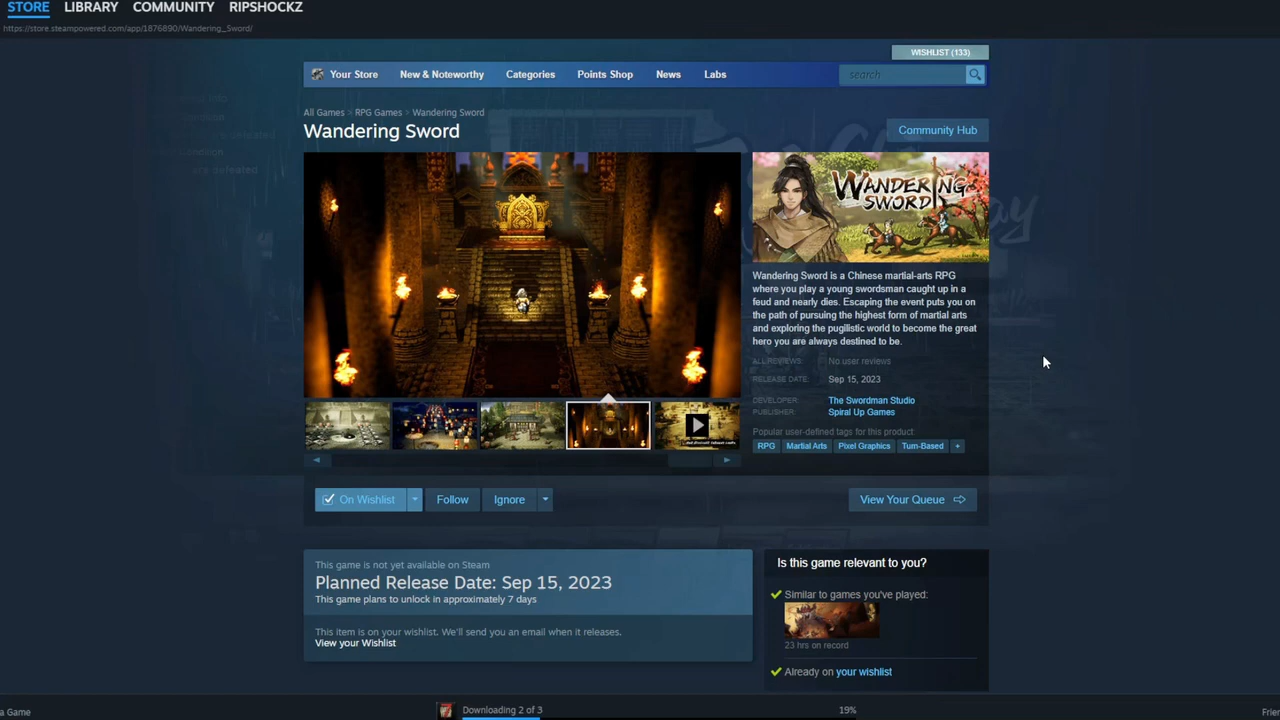 STORE LIBRARY COMMUNITY RIPSHOCKZ
https://store.steampowered.com/app/1876890/Wandering_Sword/
WISHLIST (133)
Your Store New & Noteworthy Categories Points Shop News Labs search
All Games > RPG Games > Wandering Sword
Wandering Sword
Community Hub
WANDERING
SWORD
Wandering Sword is a Chinese martial-arts RPG
where you play a young swordsman caught up in a
feud and nearly dies. Escaping the event puts you on
the path of pursuing the highest form of martial arts
and exploring the pugilistic world to become the great
hero you are always destined to be.
ALL REVIEWS: No user reviews
RELEASE DATE: Sep 15, 2023
DEVELOPER: The Swordman Studio
PUBLISHER: Spiral Up Games
Popular user-defined tags for this product
RPG Martial Arts Pixel Graphics Turn-Based +
On Wishlist Follow Ignore View Your Queue
This game is not yet available on Steam
Planned Release Date: Sep 15, 2023
This game plans to unlock in approximately 7 days
This item is on your wishlist. We'll send you an email when it releases.
View your Wishlist
Is this game relevant to you?
Similar to games you've played:
23 hrs on record
Already on your wishlist
a Game Downloading 2 of 3 19% Frien